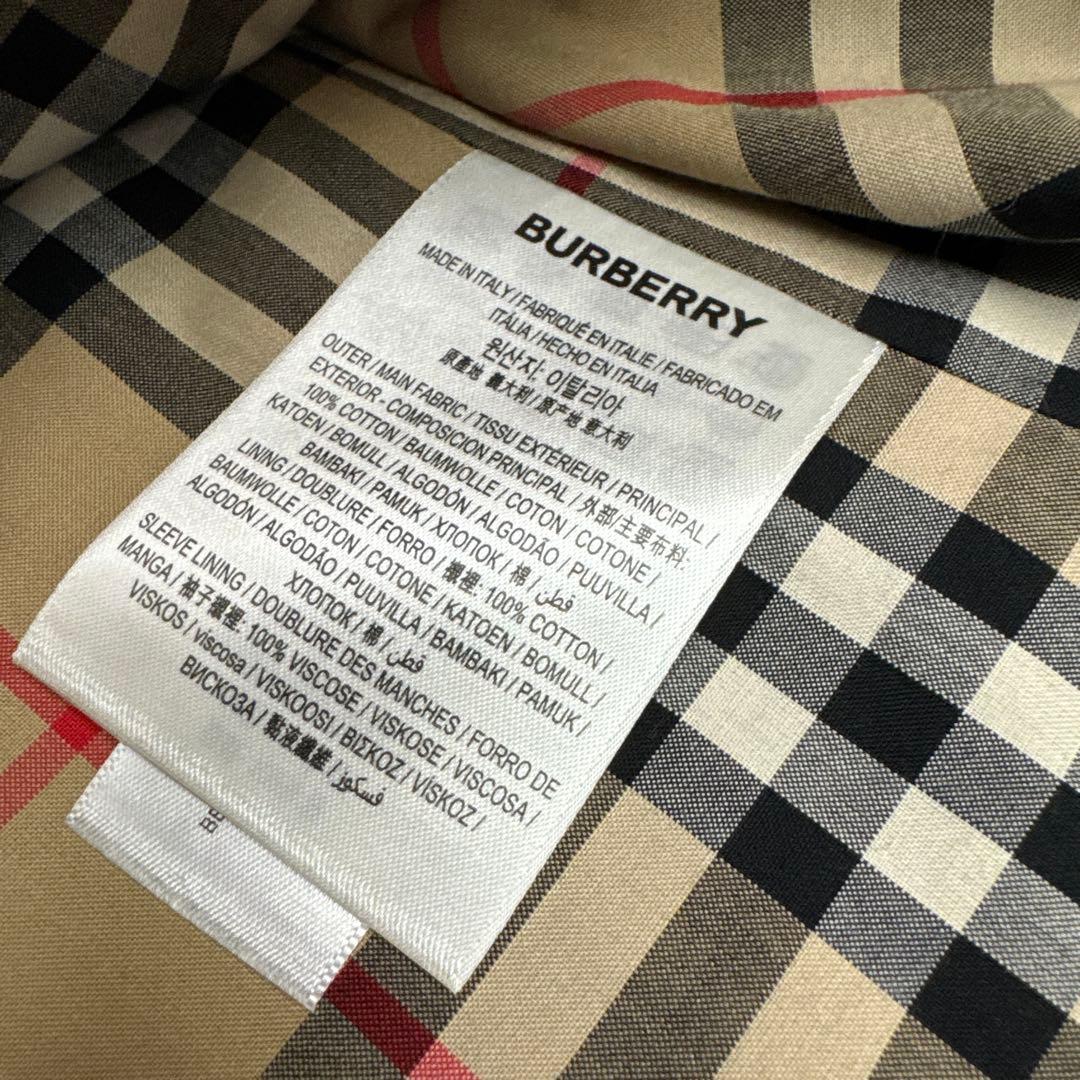 BURBERRY
MADE IN ITALY / FABRIQUÉ EN ITALIE / FABRICADO EM
ITÁLIA / HECHO EN ITALIA
원산지: 이탈리아
原產地 義大利 / 原产地 意大利
OUTER / MAIN FABRIC / TISSU EXTÉRIEUR / PRINCIPAL /
EXTERIOR - COMPOSICION PRINCIPAL / 外部/主要布料:
100% COTTON / BAUMWOLLE / COTON / COTONE /
KATOEN / BOMULL / ALGODÓN / ALGODÃO / PUUVILLA /
BAMBAKI / PAMUK / ХЛОПОК / 棉 / قطن
LINING / DOUBLURE / FORRO / 襯裡: 100% COTTON /
BAUMWOLLE / COTON / COTONE / KATOEN / BOMULL /
ALGODÓN / ALGODÃO / PUUVILLA / BAMBAKI / PAMUK /
ХЛОПОК / 棉 / قطن
SLEEVE LINING / DOUBLURE DES MANCHES / FORRO DE
MANGA / 袖子襯裡: 100% VISCOSE / VISKOSE / VISCOSA /
VISKOS / viscosa / VISKOOSI / ΒΙΣΚΟΖ / VİSKOZ /
ВИСКОЗА / 黏液纖維 / فسكوز